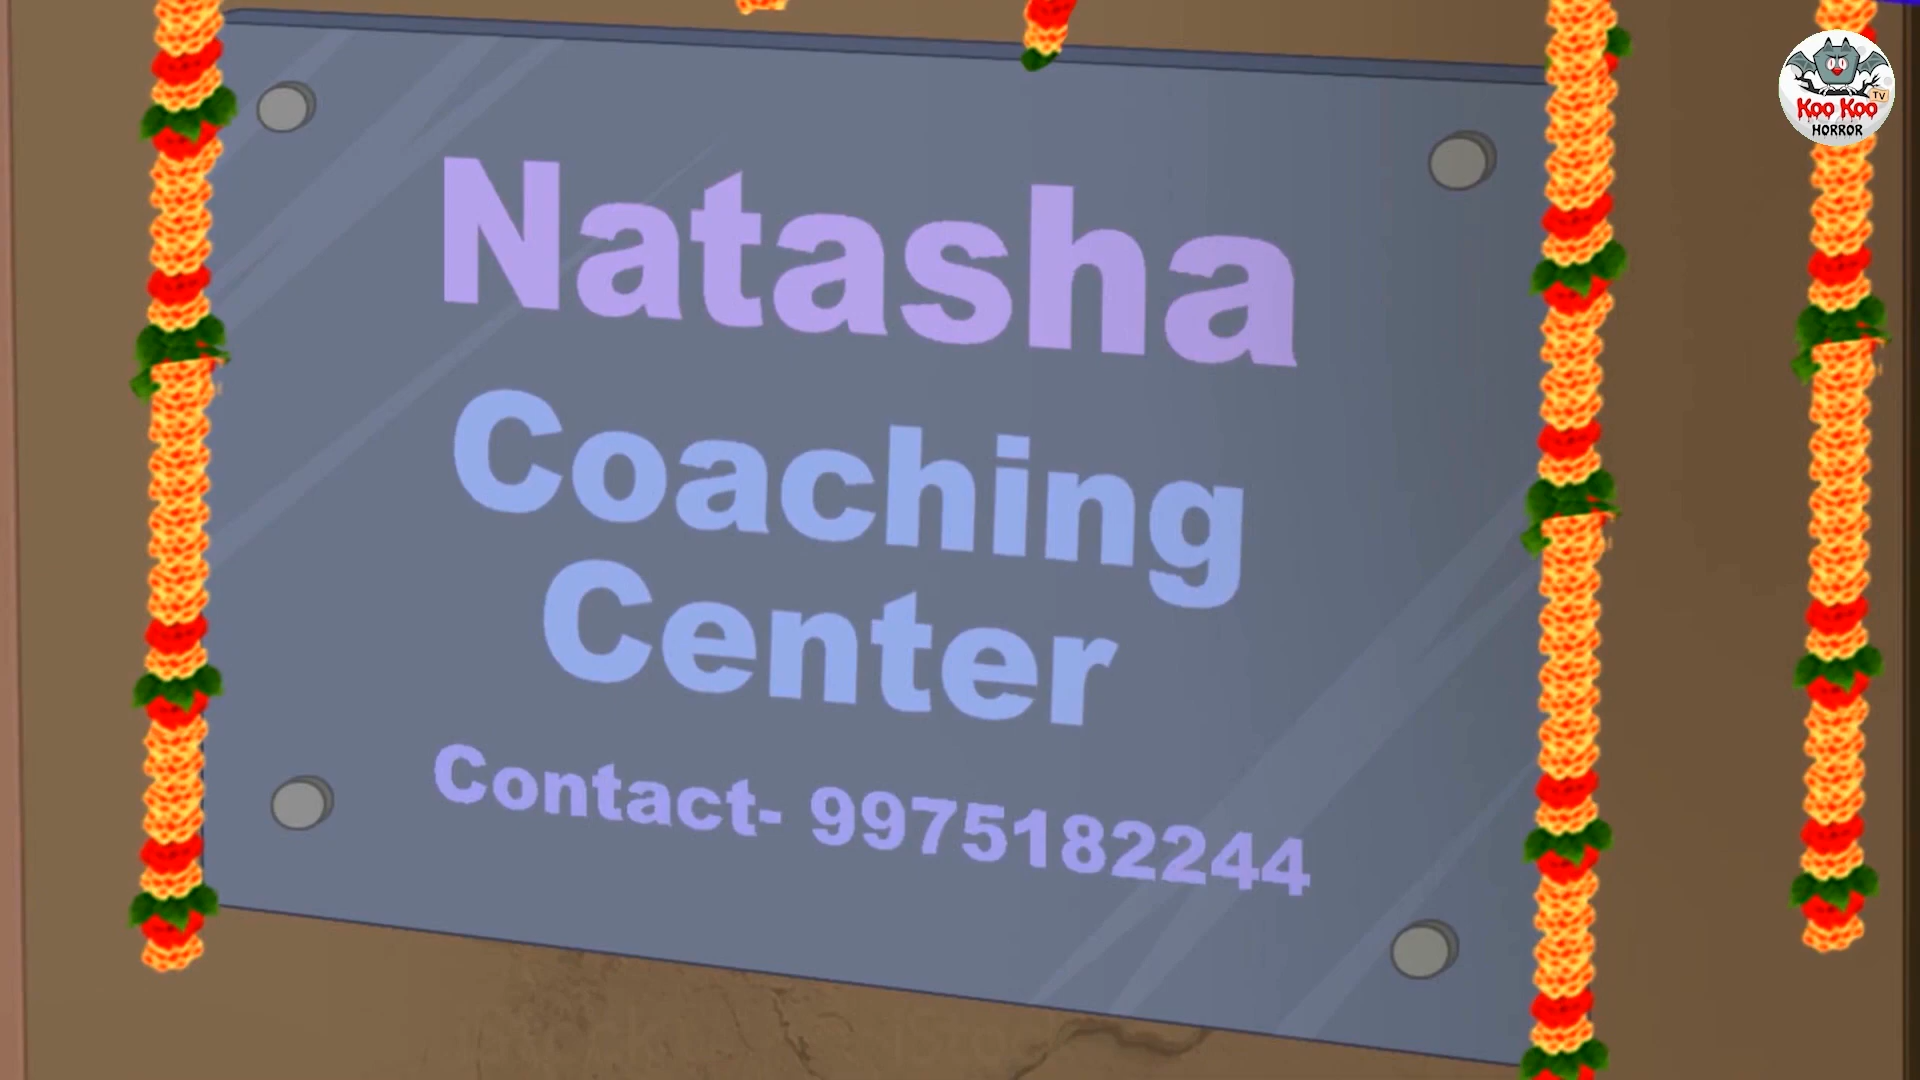 Natasha
Coaching
Center
Contact- 9975182244
Koo Koo
TV
HORROR